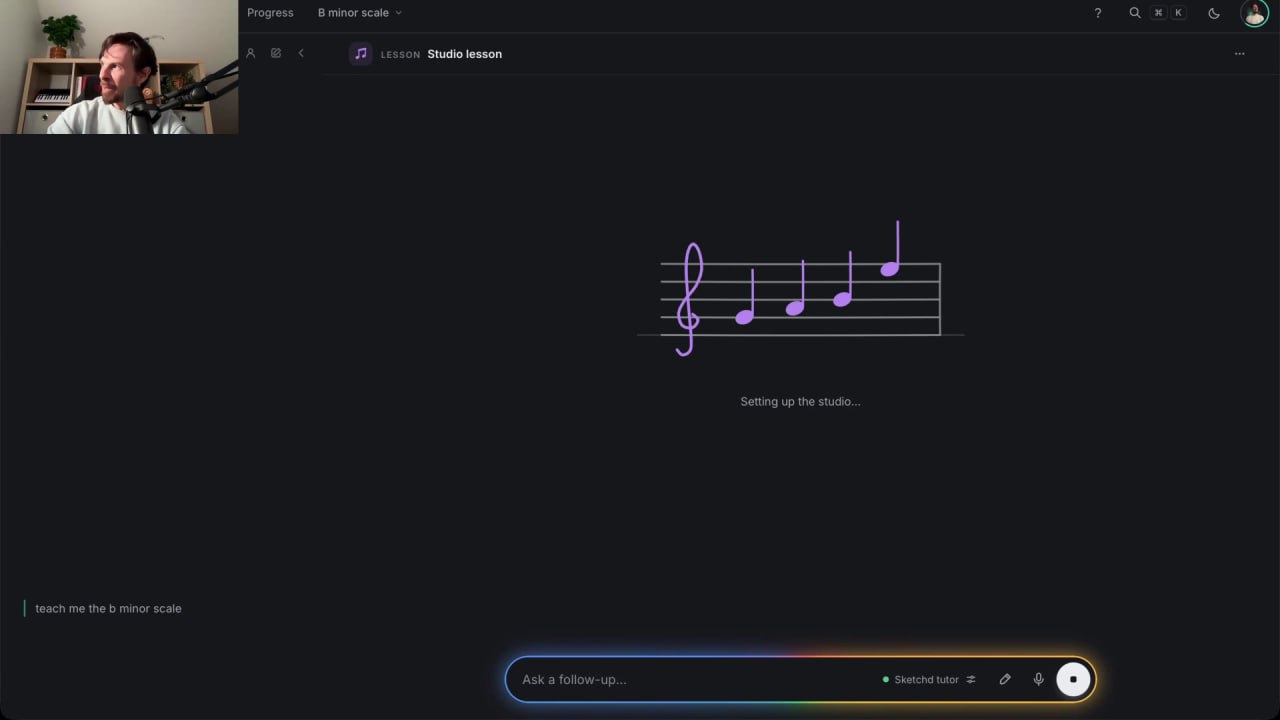 Progress
B minor scale
?
⌘ K
LESSON Studio lesson
Setting up the studio...
teach me the b minor scale
Ask a follow-up...
Sketchd tutor